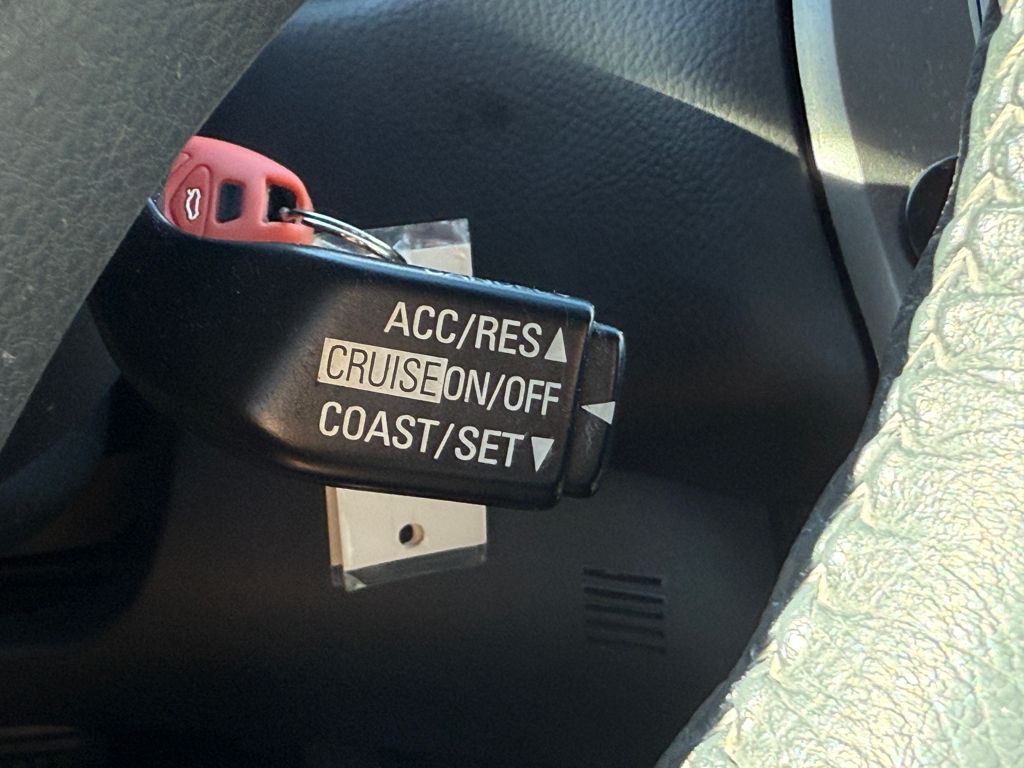 ACC/RES▲
CRUISE ON/OFF ◄
COAST/SET▼